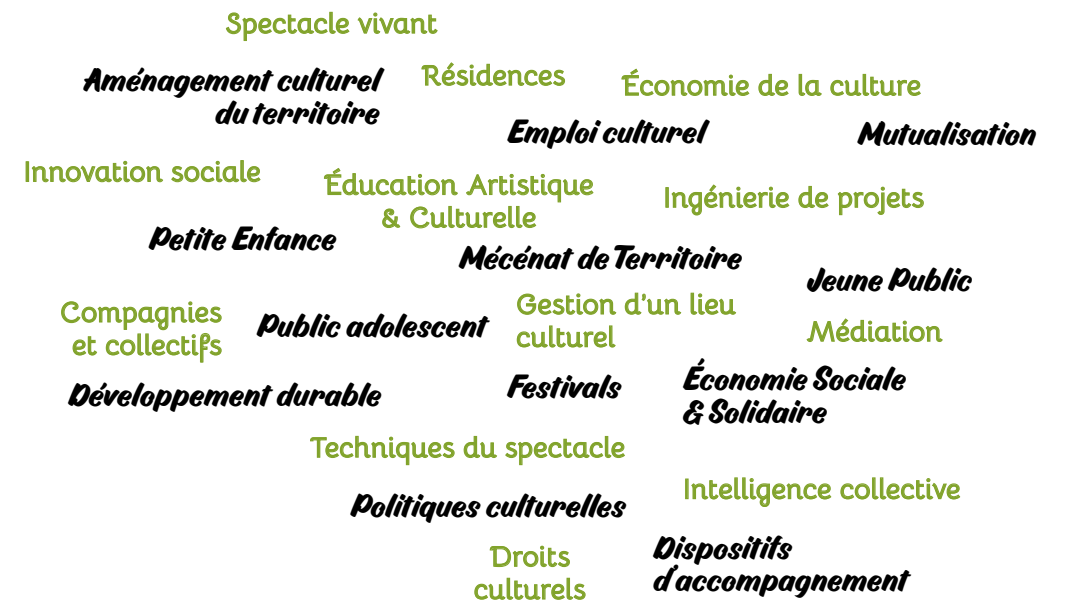 Spectacle vivant
Aménagement culturel
du territoire
Résidences
Économie de la culture
Emploi culturel
Mutualisation
Innovation sociale
Éducation Artistique
& Culturelle
Ingénierie de projets
Petite Enfance
Mécénat de Territoire
Jeune Public
Compagnies
et collectifs
Public adolescent
Gestion d'un lieu
culturel
Médiation
Développement durable
Festivals
Économie Sociale
& Solidaire
Techniques du spectacle
Politiques culturelles
Intelligence collective
Droits
culturels
Dispositifs
d'accompagnement